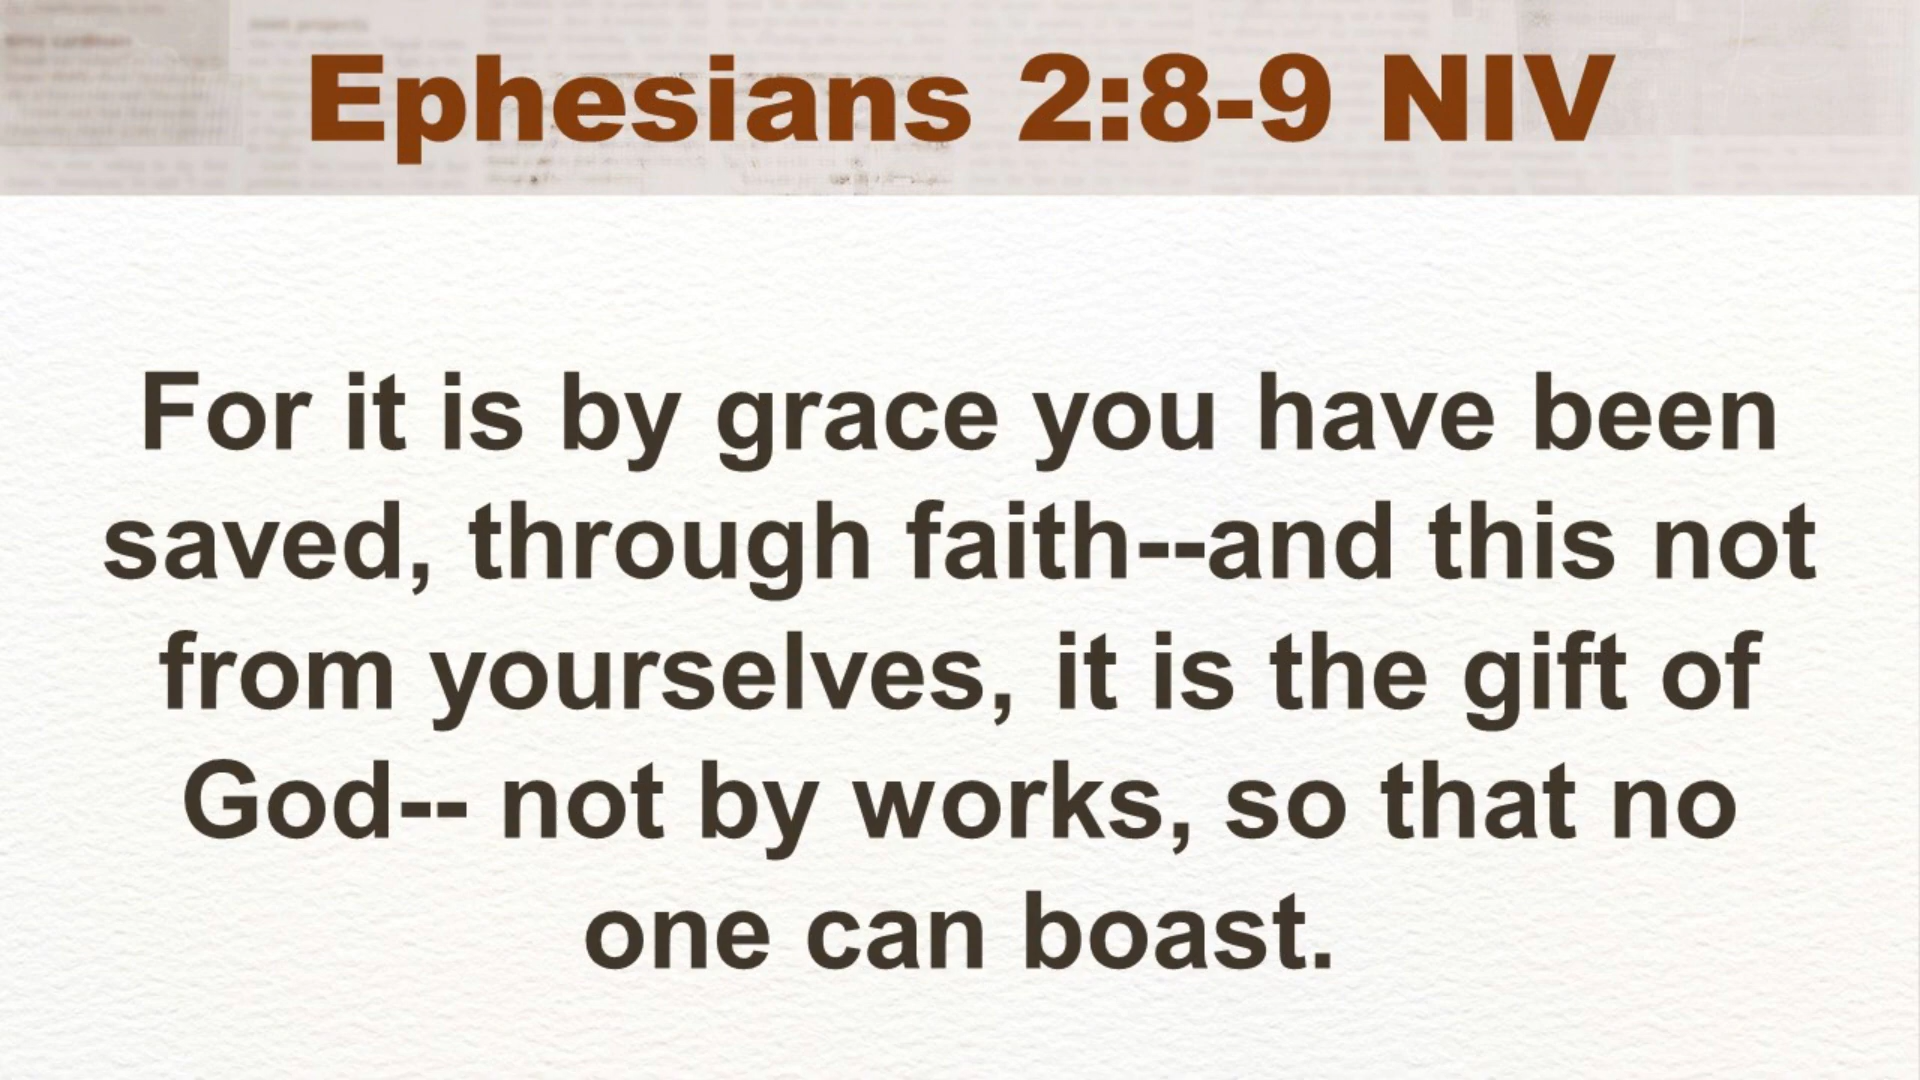 Ephesians 2:8-9 NIV
For it is by grace you have been
saved, through faith--and this not
from yourselves, it is the gift of
God-- not by works, so that no
one can boast.